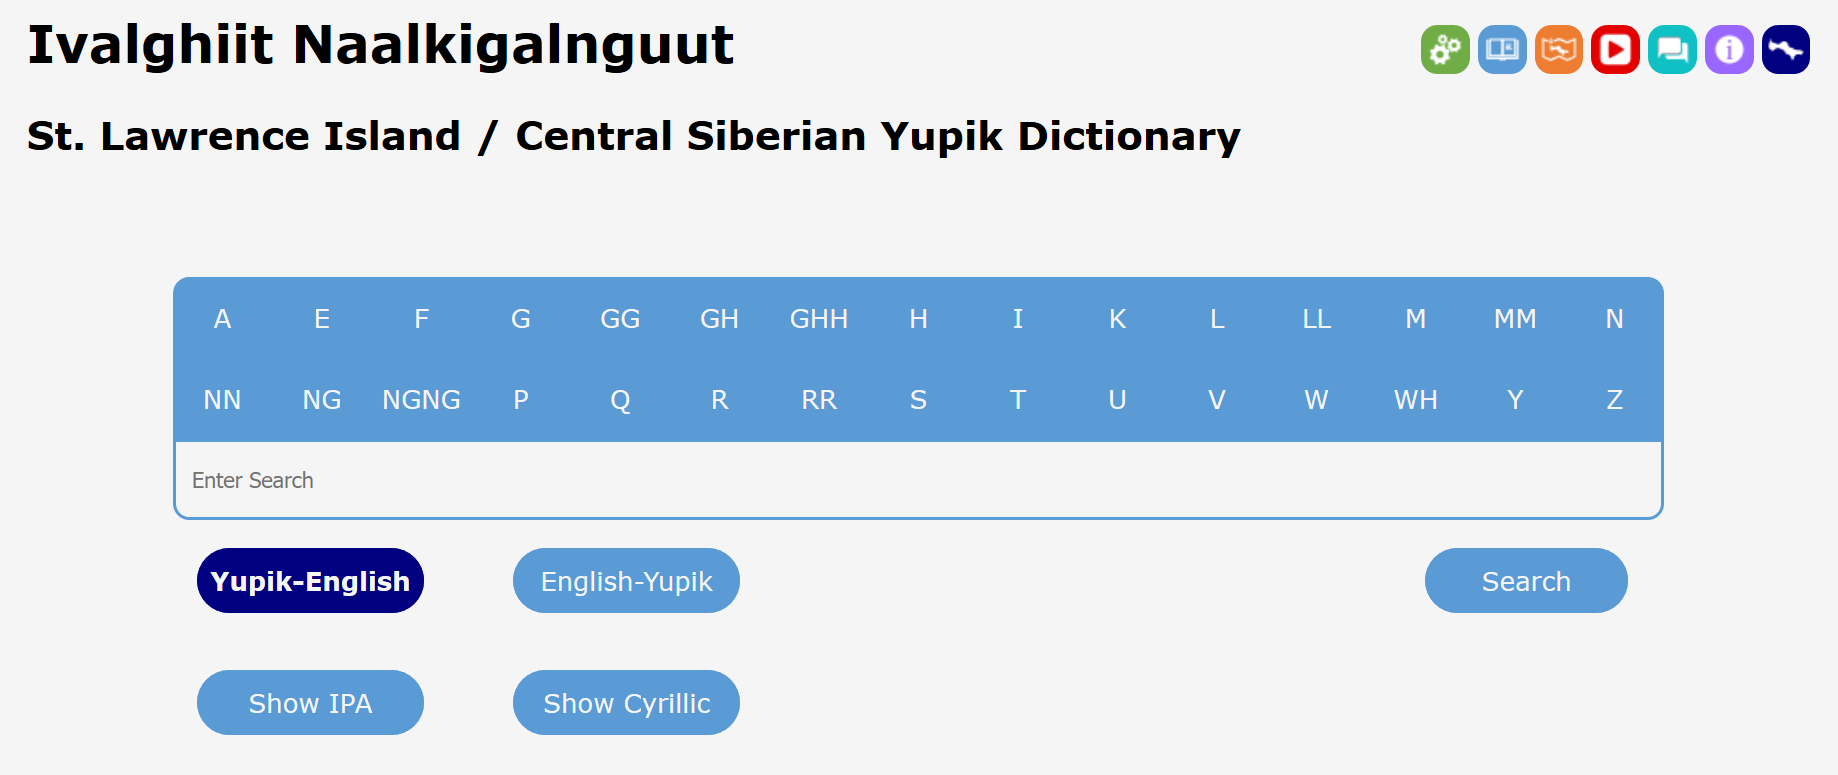 Ivalghiit Naalkigalnguut
St. Lawrence Island / Central Siberian Yupik Dictionary
A E F G GG GH GHH H I K L LL M MM N
NN NG NGNG P Q R RR S T U V W WH Y Z
Enter Search
Yupik-English English-Yupik Search
Show IPA Show Cyrillic